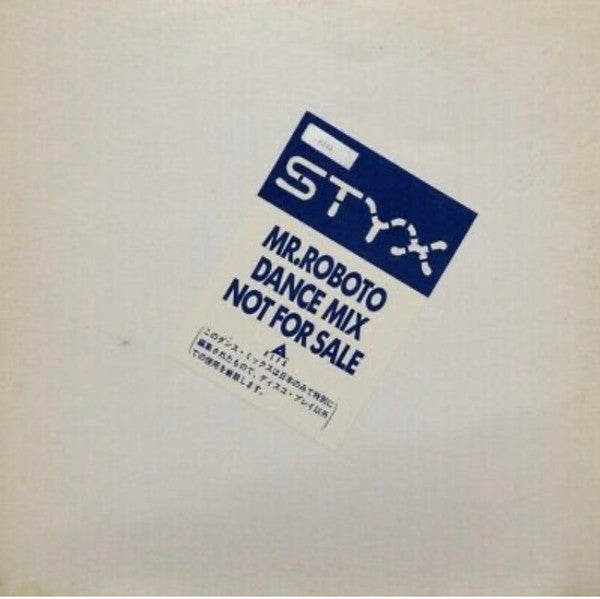 STYX
MR.ROBOTO
DANCE MIX
NOT FOR SALE
ALFA
(このダンス・ミックスは日本のみで特別に
編集されたもので、ディスコ・プレイ以外
での使用を厳禁します。)